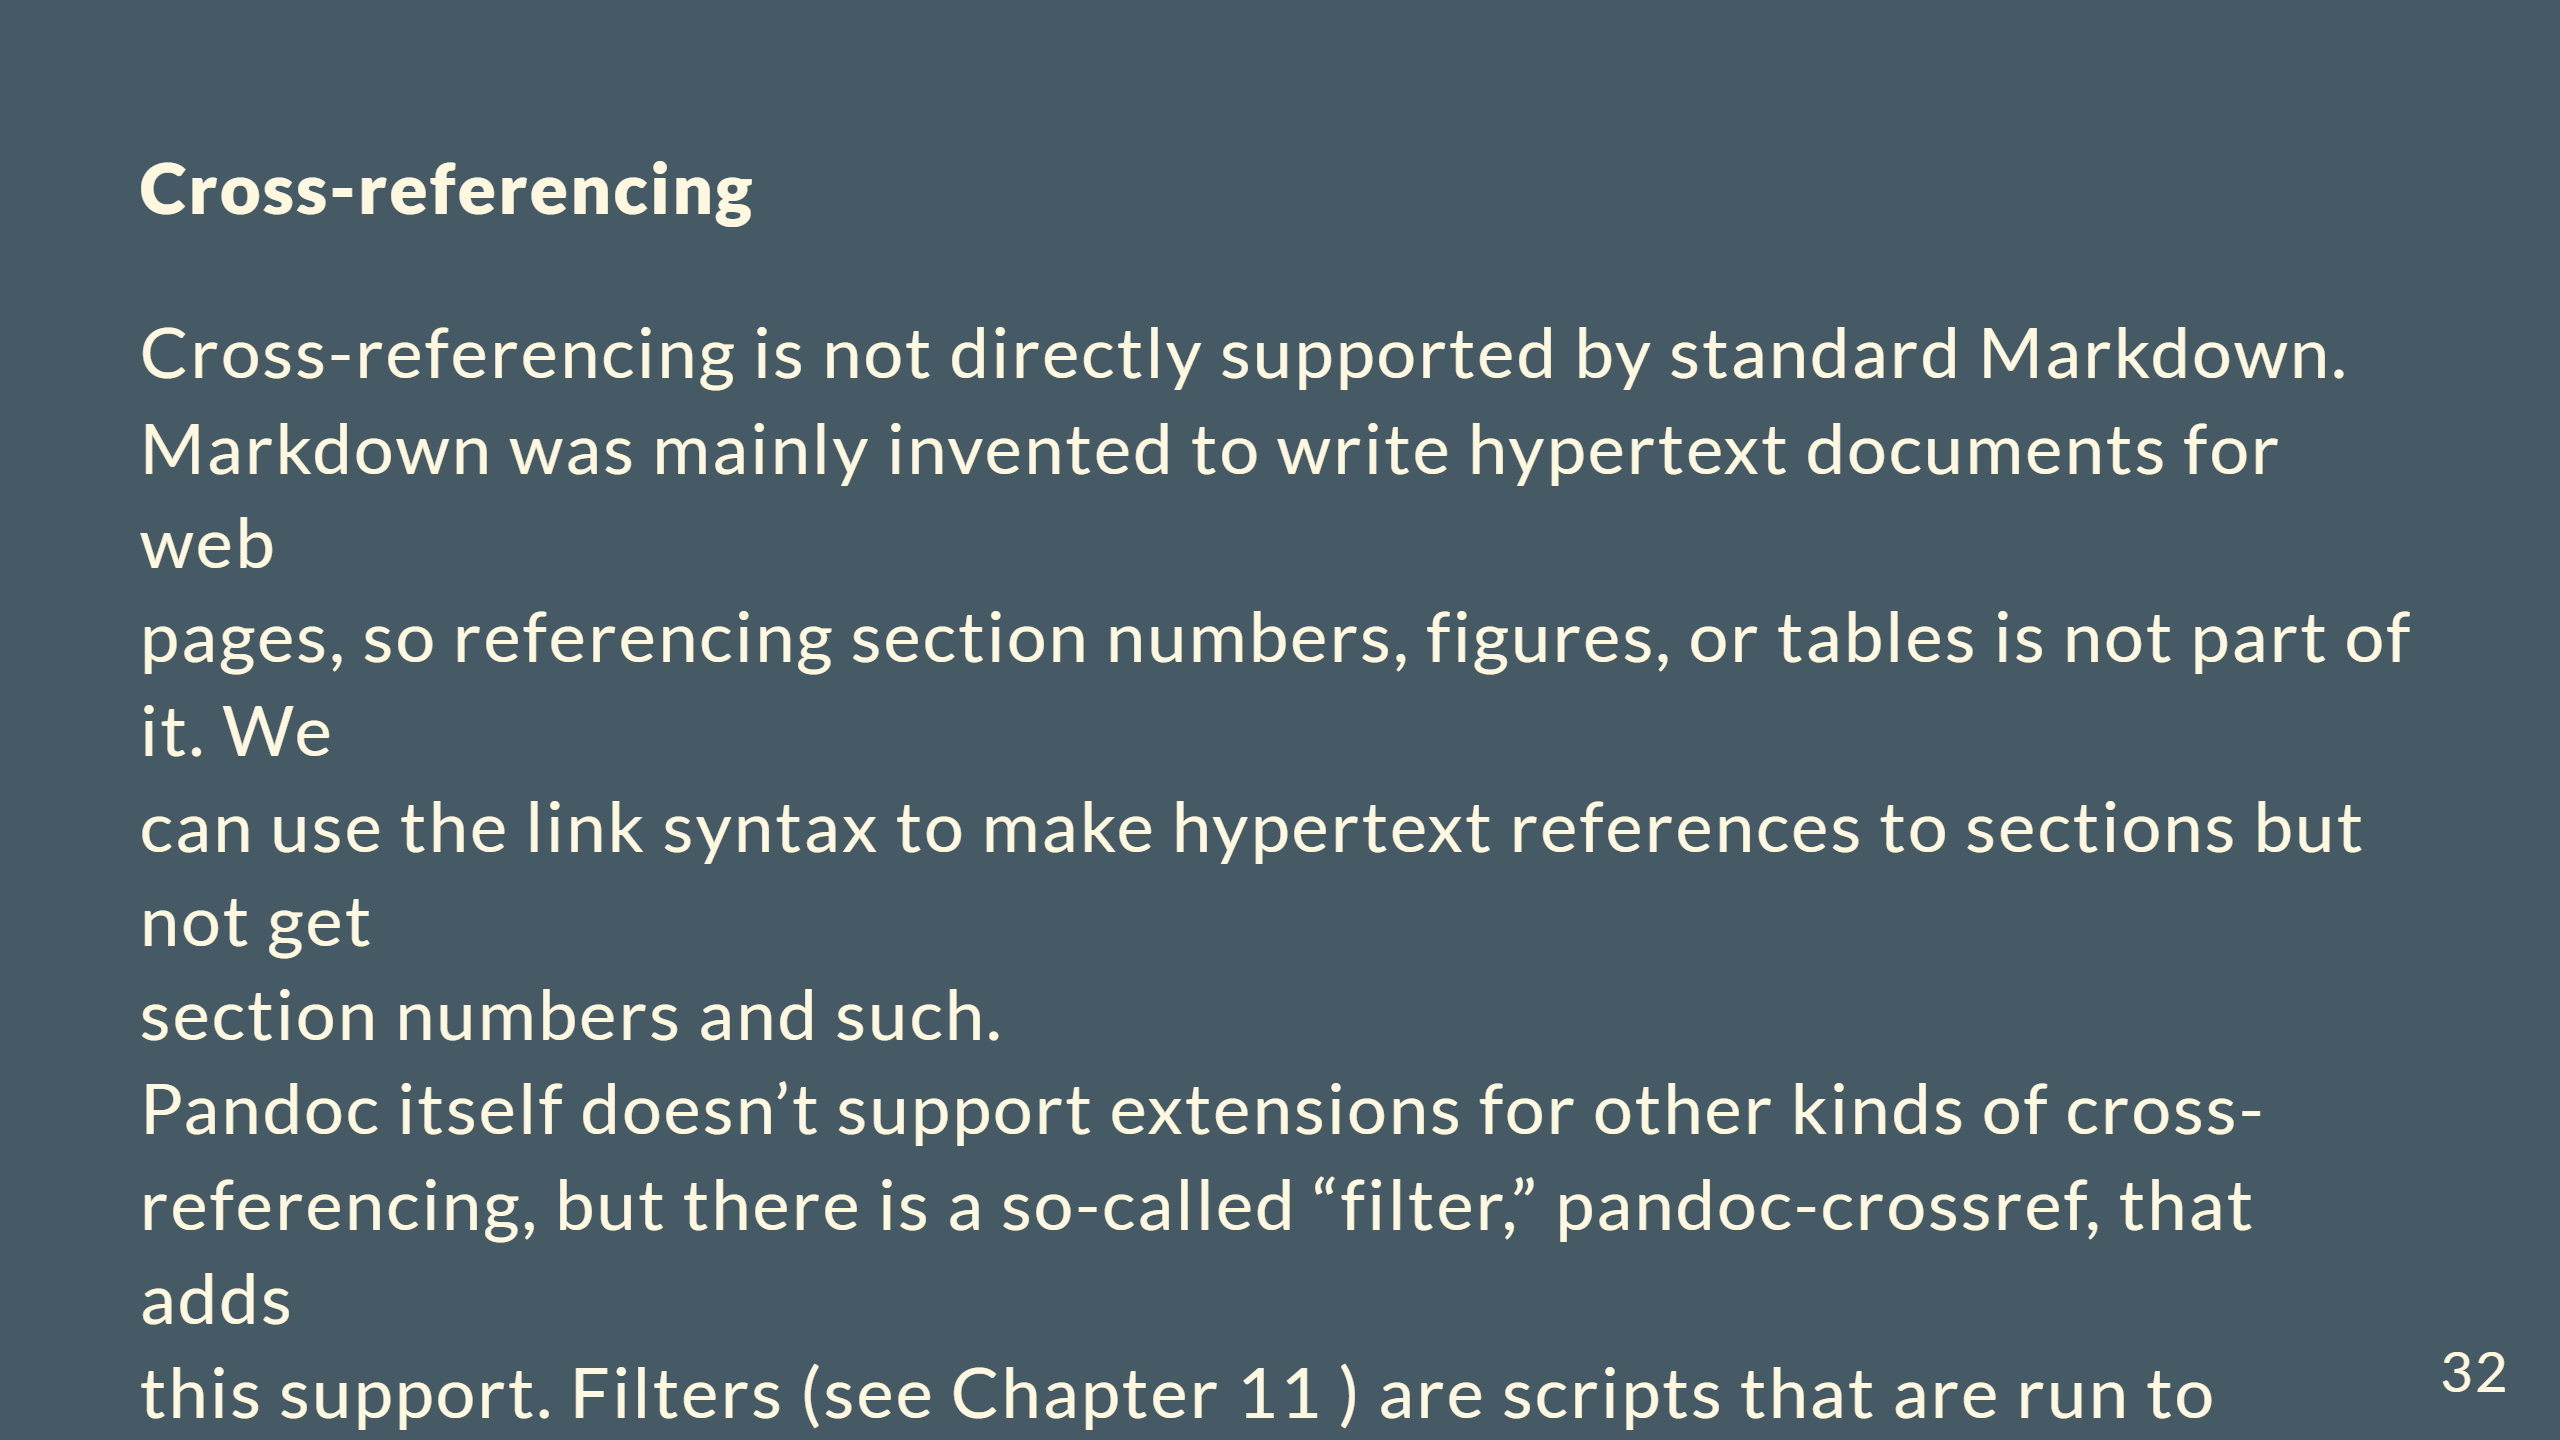 Cross-referencing
Cross-referencing is not directly supported by standard Markdown.
Markdown was mainly invented to write hypertext documents for
web
pages, so referencing section numbers, figures, or tables is not part of
it. We
can use the link syntax to make hypertext references to sections but
not get
section numbers and such.
Pandoc itself doesn’t support extensions for other kinds of cross-
referencing, but there is a so-called “filter,” pandoc-crossref, that
adds
this support. Filters (see Chapter 11 ) are scripts that are run to
32